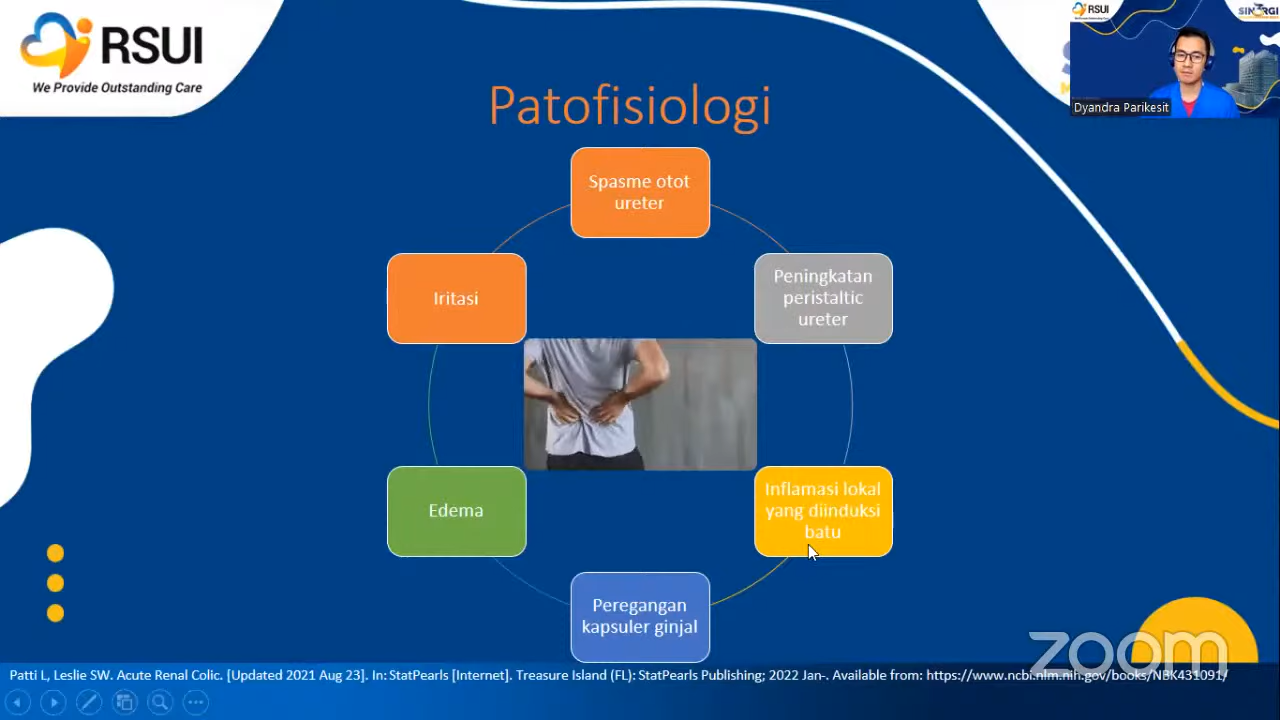 RSUI
We Provide Outstanding Care
RSUI
Dyandra Parikesit
Patofisiologi
Spasme otot
ureter
Iritasi
Peningkatan
peristaltic
ureter
Edema
Inflamasi lokal
yang diinduksi
batu
Peregangan
kapsuler ginjal
zoom
Patti L, Leslie SW. Acute Renal Colic. [Updated 2021 Aug 23]. In: StatPearls [Internet]. Treasure Island (FL): StatPearls Publishing; 2022 Jan-. Available from: https://www.ncbi.nlm.nih.gov/books/NBK431091/